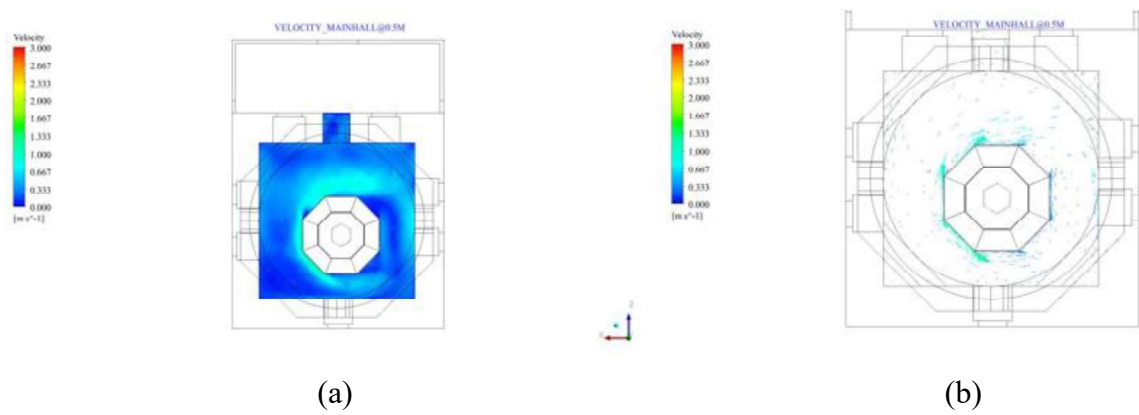 VELOCITY_MAINHALL@0.5M
Velocity
3.000
2.667
2.333
2.000
1.667
1.333
1.000
0.667
0.333
0.000
[m s^-1]
(a)
VELOCITY_MAINHALL@0.5M
Velocity
3.000
2.667
2.333
2.000
1.667
1.333
1.000
0.667
0.333
0.000
[m s^-1]
Z
X
(b)